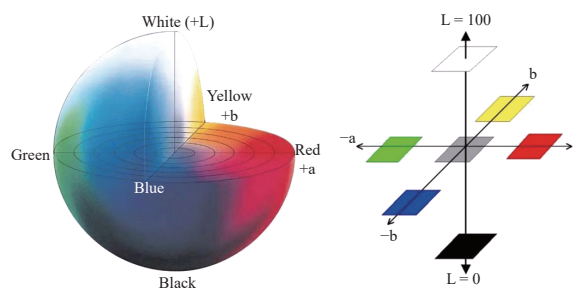 White (+L)
Yellow
+b
Green
Red
+a
Blue
Black
L = 100
b
−a
−b
L = 0